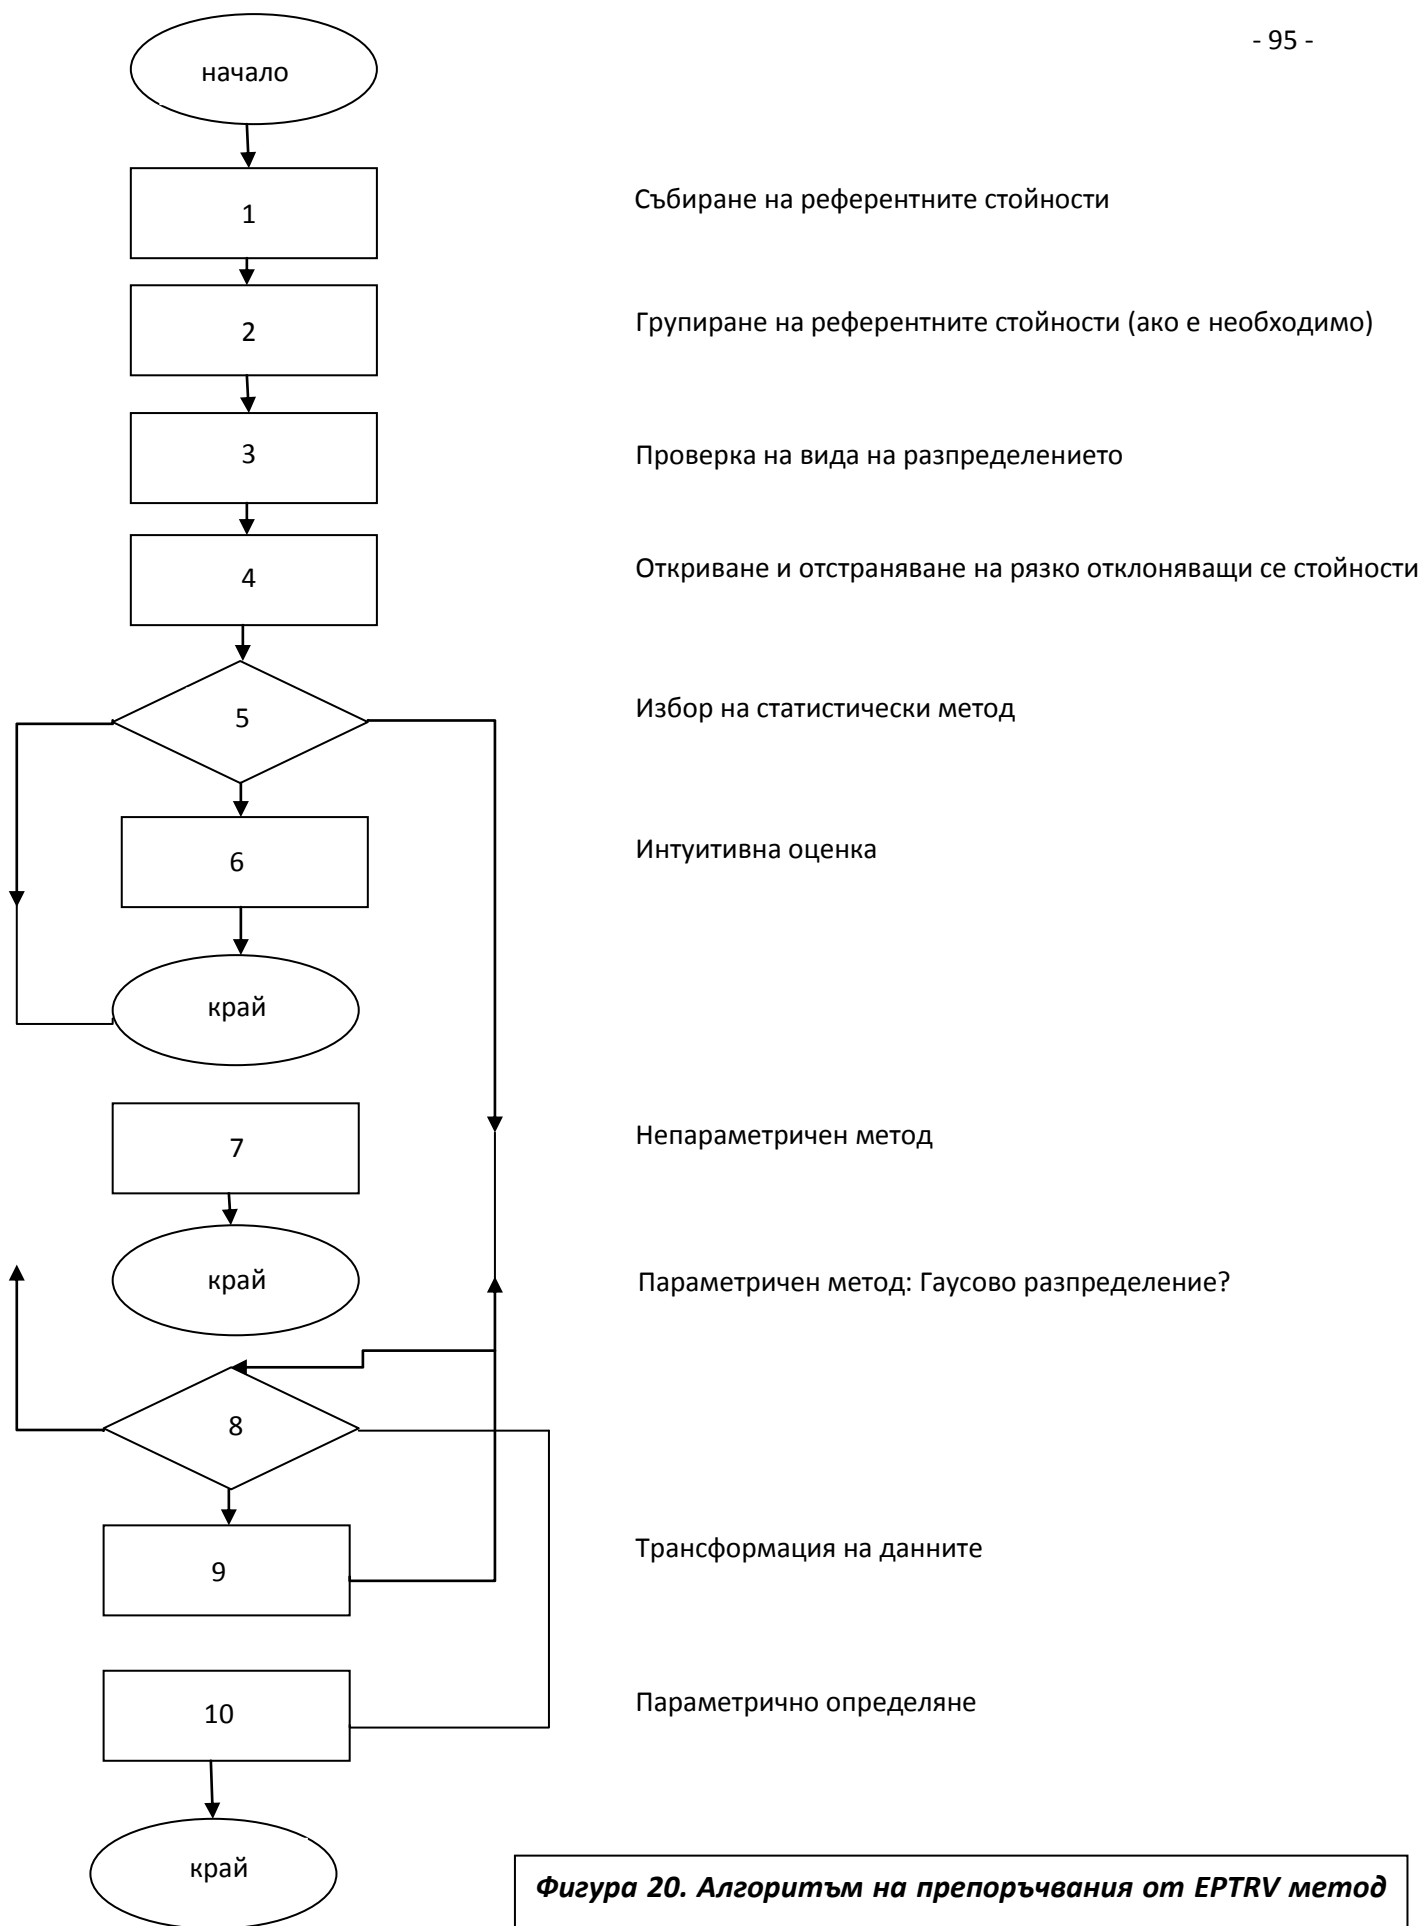 - 95 -
начало
1
Събиране на референтните стойности
2
Групиране на референтните стойности (ако е необходимо)
3
Проверка на вида на разпределението
4
Откриване и отстраняване на рязко отклоняващи се стойности
5
Избор на статистически метод
6
Интуитивна оценка
край
7
Непараметричен метод
край
Параметричен метод: Гаусово разпределение?
8
9
Трансформация на данните
10
Параметрично определяне
край
Фигура 20. Алгоритъм на препоръчвания от EPTRV метод